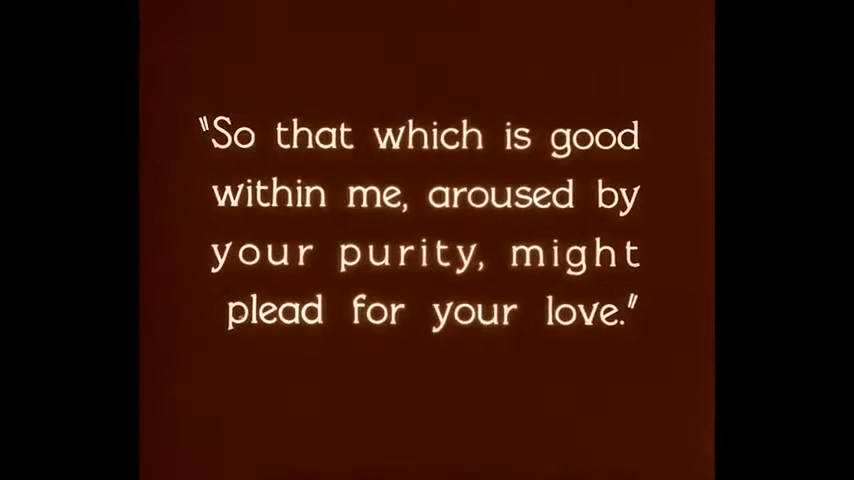 "So that which is good
within me, aroused by
your purity, might
plead for your love."